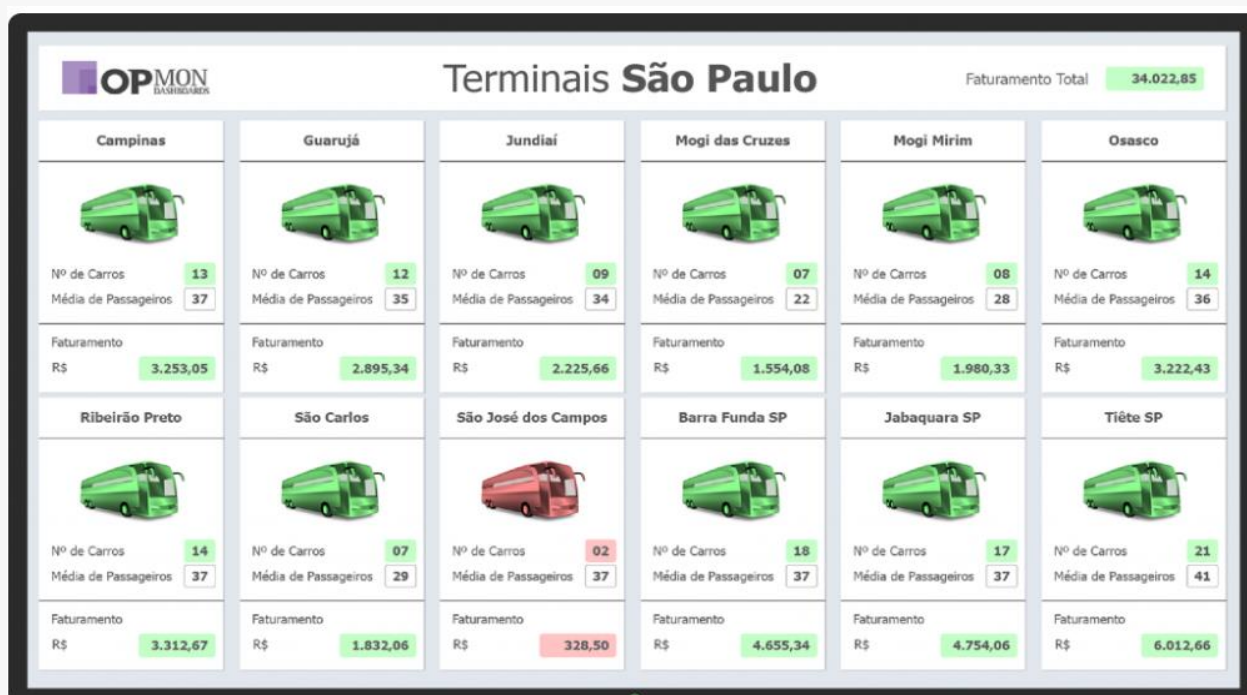 OPMON
DASHBOARDS
Terminais São Paulo
Faturamento Total 34.022,85
Campinas
Nº de Carros 13
Média de Passageiros 37
Faturamento
R$ 3.253,05
Guarujá
Nº de Carros 12
Média de Passageiros 35
Faturamento
R$ 2.895,34
Jundiaí
Nº de Carros 09
Média de Passageiros 34
Faturamento
R$ 2.225,66
Mogi das Cruzes
Nº de Carros 07
Média de Passageiros 22
Faturamento
R$ 1.554,08
Mogi Mirim
Nº de Carros 08
Média de Passageiros 28
Faturamento
R$ 1.980,33
Osasco
Nº de Carros 14
Média de Passageiros 36
Faturamento
R$ 3.222,43
Ribeirão Preto
Nº de Carros 14
Média de Passageiros 37
Faturamento
R$ 3.312,67
São Carlos
Nº de Carros 07
Média de Passageiros 29
Faturamento
R$ 1.832,06
São José dos Campos
Nº de Carros 02
Média de Passageiros 37
Faturamento
R$ 328,50
Barra Funda SP
Nº de Carros 18
Média de Passageiros 37
Faturamento
R$ 4.655,34
Jabaquara SP
Nº de Carros 17
Média de Passageiros 37
Faturamento
R$ 4.754,06
Tiête SP
Nº de Carros 21
Média de Passageiros 41
Faturamento
R$ 6.012,66